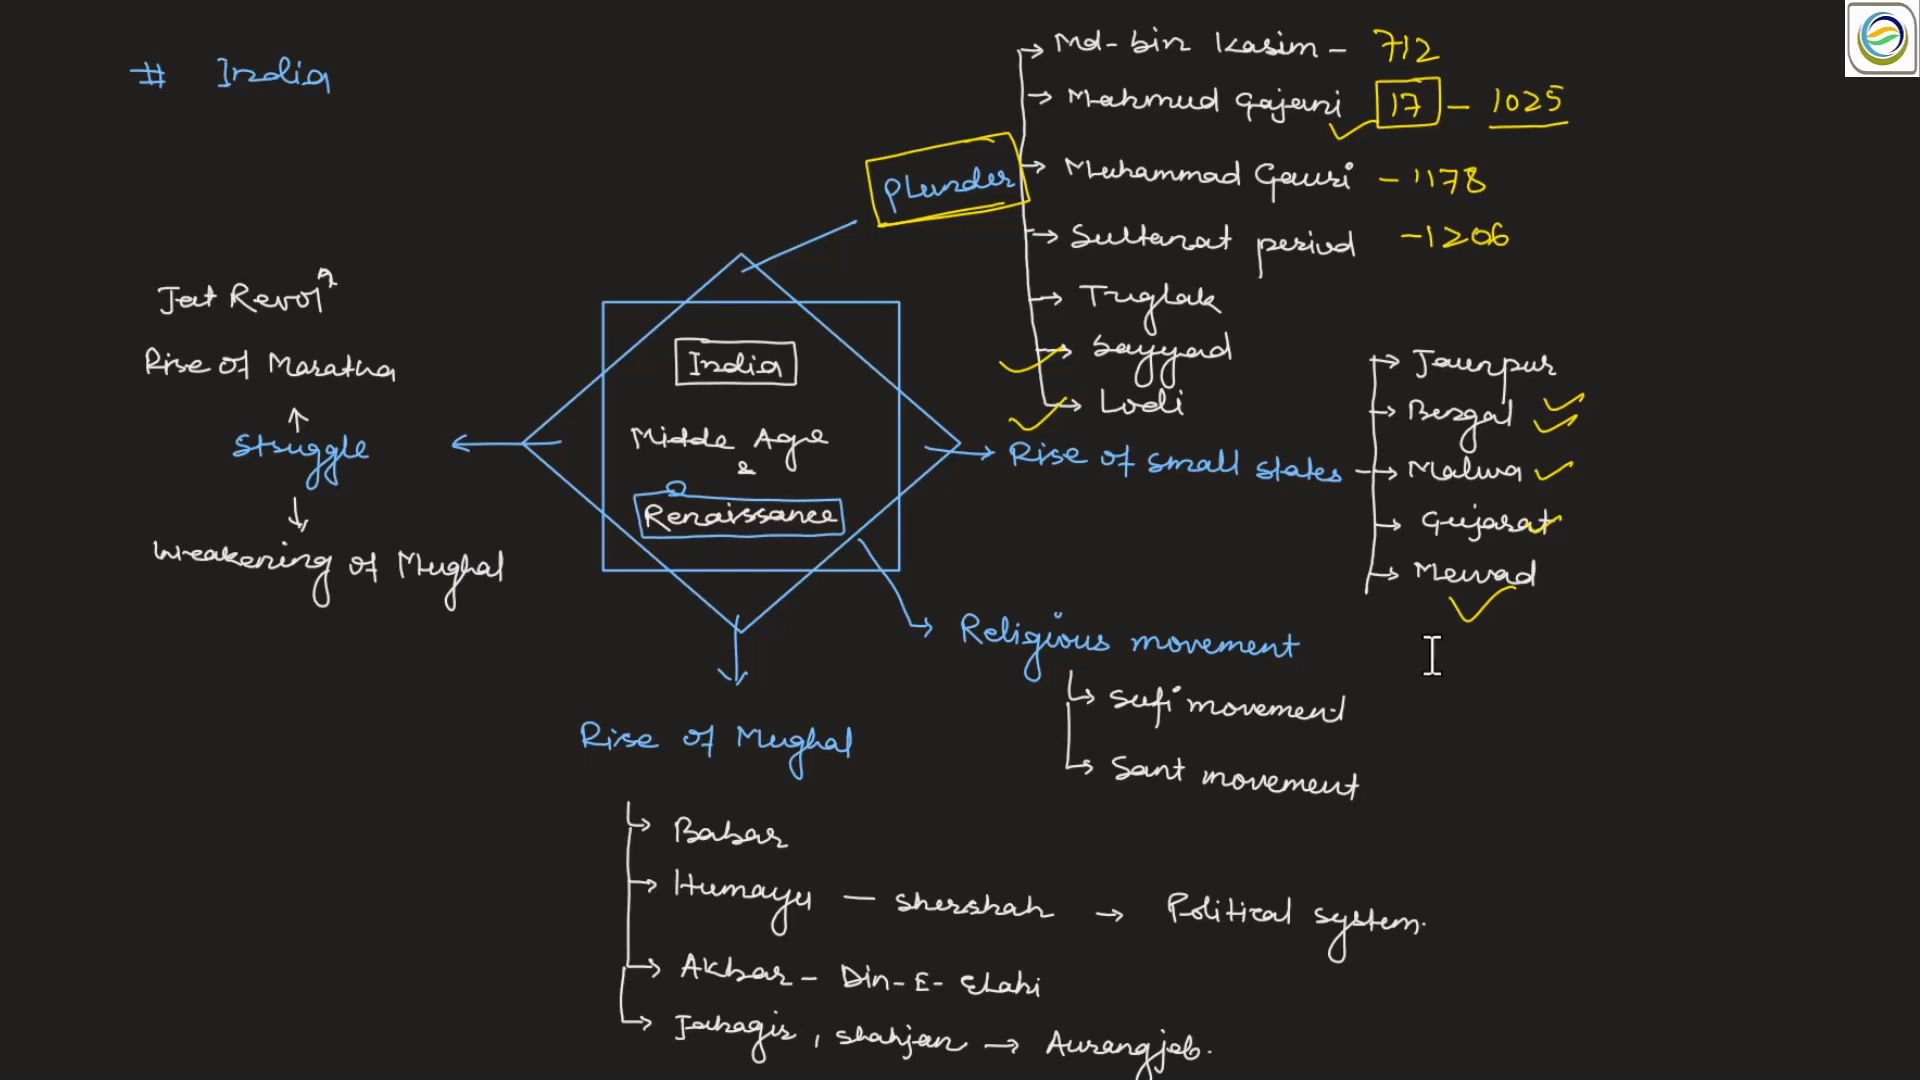 # India
Plunder
Md-bin Kasim - 712
Mahmud Gajani 17 - 1025
Muhammad Gauri - 1178
Sultanat period - 1206
Tuglak
Sayyad
Lodi
Jat Revol^n
Rise of Maratha
Struggle
Weakening of Mughal
India
Midde Age
&
Renaissance
Rise of small states
Jaunpur
Bengal
Malwa
Gujarat
Mewad
Religious movement
Sufi movement
Sant movement
Rise of Mughal
Babar
Humayu - Shershah → Political system.
Akbar - Din-E-Elahi
Jahagir, Shahjan → Aurangjeb.